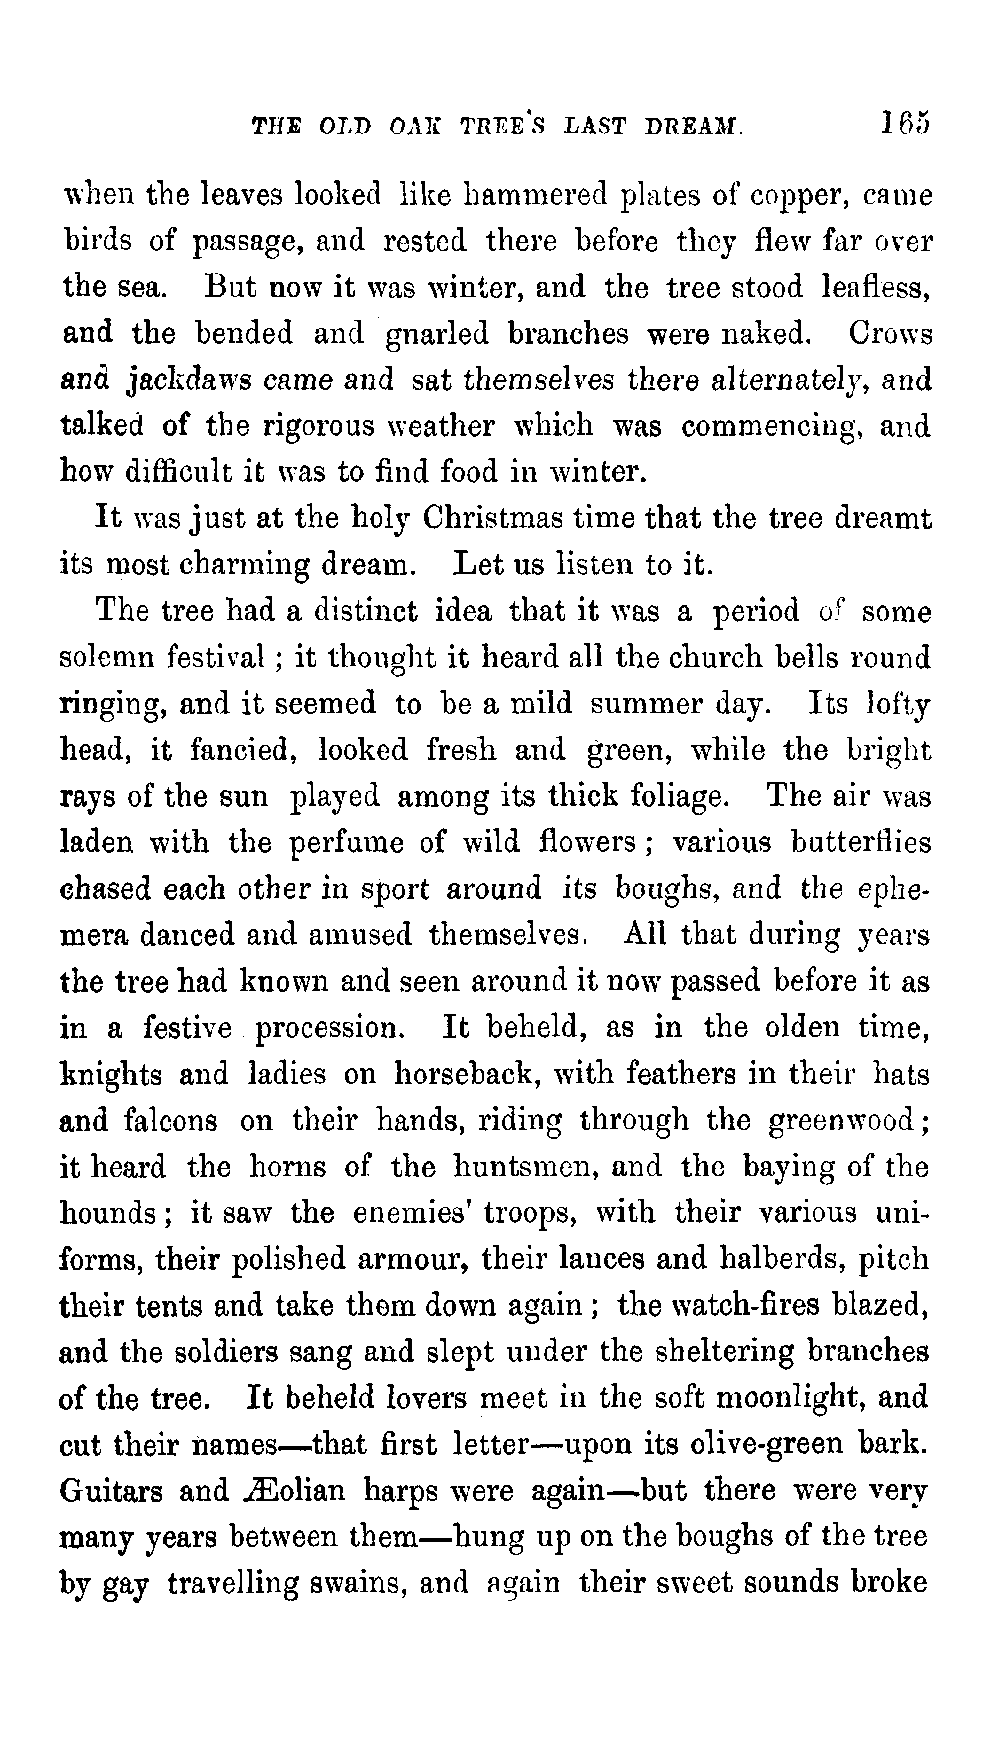 THE OLD OAK TREE'S LAST DREAM. 165
when the leaves looked like hammered plates of copper, came
birds of passage, and rested there before they flew far over
the sea. But now it was winter, and the tree stood leafless,
and the bended and gnarled branches were naked. Crows
and jackdaws came and sat themselves there alternately, and
talked of the rigorous weather which was commencing, and
how difficult it was to find food in winter.
It was just at the holy Christmas time that the tree dreamt
its most charming dream. Let us listen to it.
The tree had a distinct idea that it was a period of some
solemn festival ; it thought it heard all the church bells round
ringing, and it seemed to be a mild summer day. Its lofty
head, it fancied, looked fresh and green, while the bright
rays of the sun played among its thick foliage. The air was
laden with the perfume of wild flowers ; various butterflies
chased each other in sport around its boughs, and the ephe-
mera danced and amused themselves. All that during years
the tree had known and seen around it now passed before it as
in a festive procession. It beheld, as in the olden time,
knights and ladies on horseback, with feathers in their hats
and falcons on their hands, riding through the greenwood ;
it heard the horns of the huntsmen, and the baying of the
hounds ; it saw the enemies' troops, with their various uni-
forms, their polished armour, their lances and halberds, pitch
their tents and take them down again ; the watch-fires blazed,
and the soldiers sang and slept under the sheltering branches
of the tree. It beheld lovers meet in the soft moonlight, and
cut their names—that first letter—upon its olive-green bark.
Guitars and Æolian harps were again—but there were very
many years between them—hung up on the boughs of the tree
by gay travelling swains, and again their sweet sounds broke